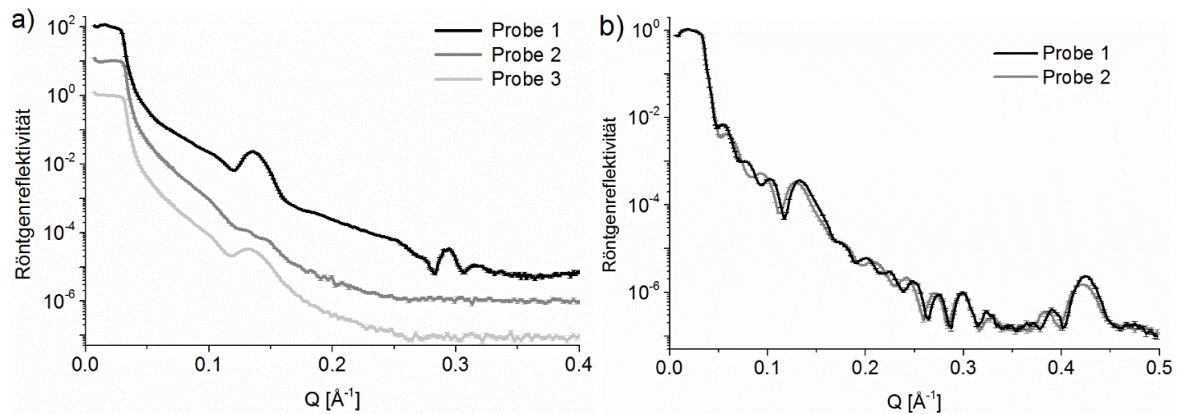 a)
Röntgenreflektivität
10²
10⁰
10⁻²
10⁻⁴
10⁻⁶
Probe 1
Probe 2
Probe 3
0.0 0.1 0.2 0.3 0.4
Q [Å⁻¹]
b)
Röntgenreflektivität
10⁰
10⁻²
10⁻⁴
10⁻⁶
Probe 1
Probe 2
0.0 0.1 0.2 0.3 0.4 0.5
Q [Å⁻¹]